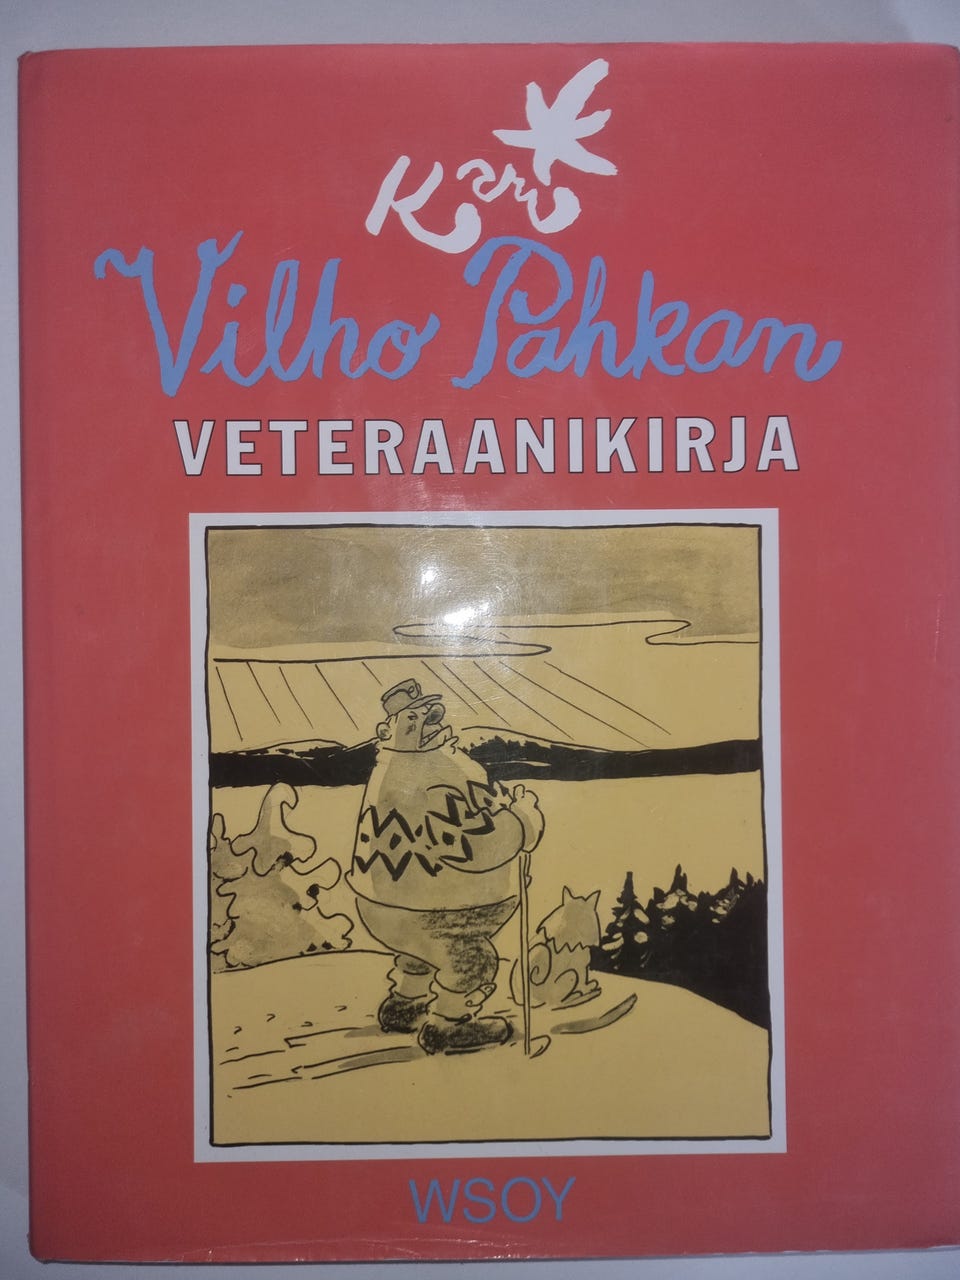 Kari
Vilho Pahkan
VETERAANIKIRJA
WSOY